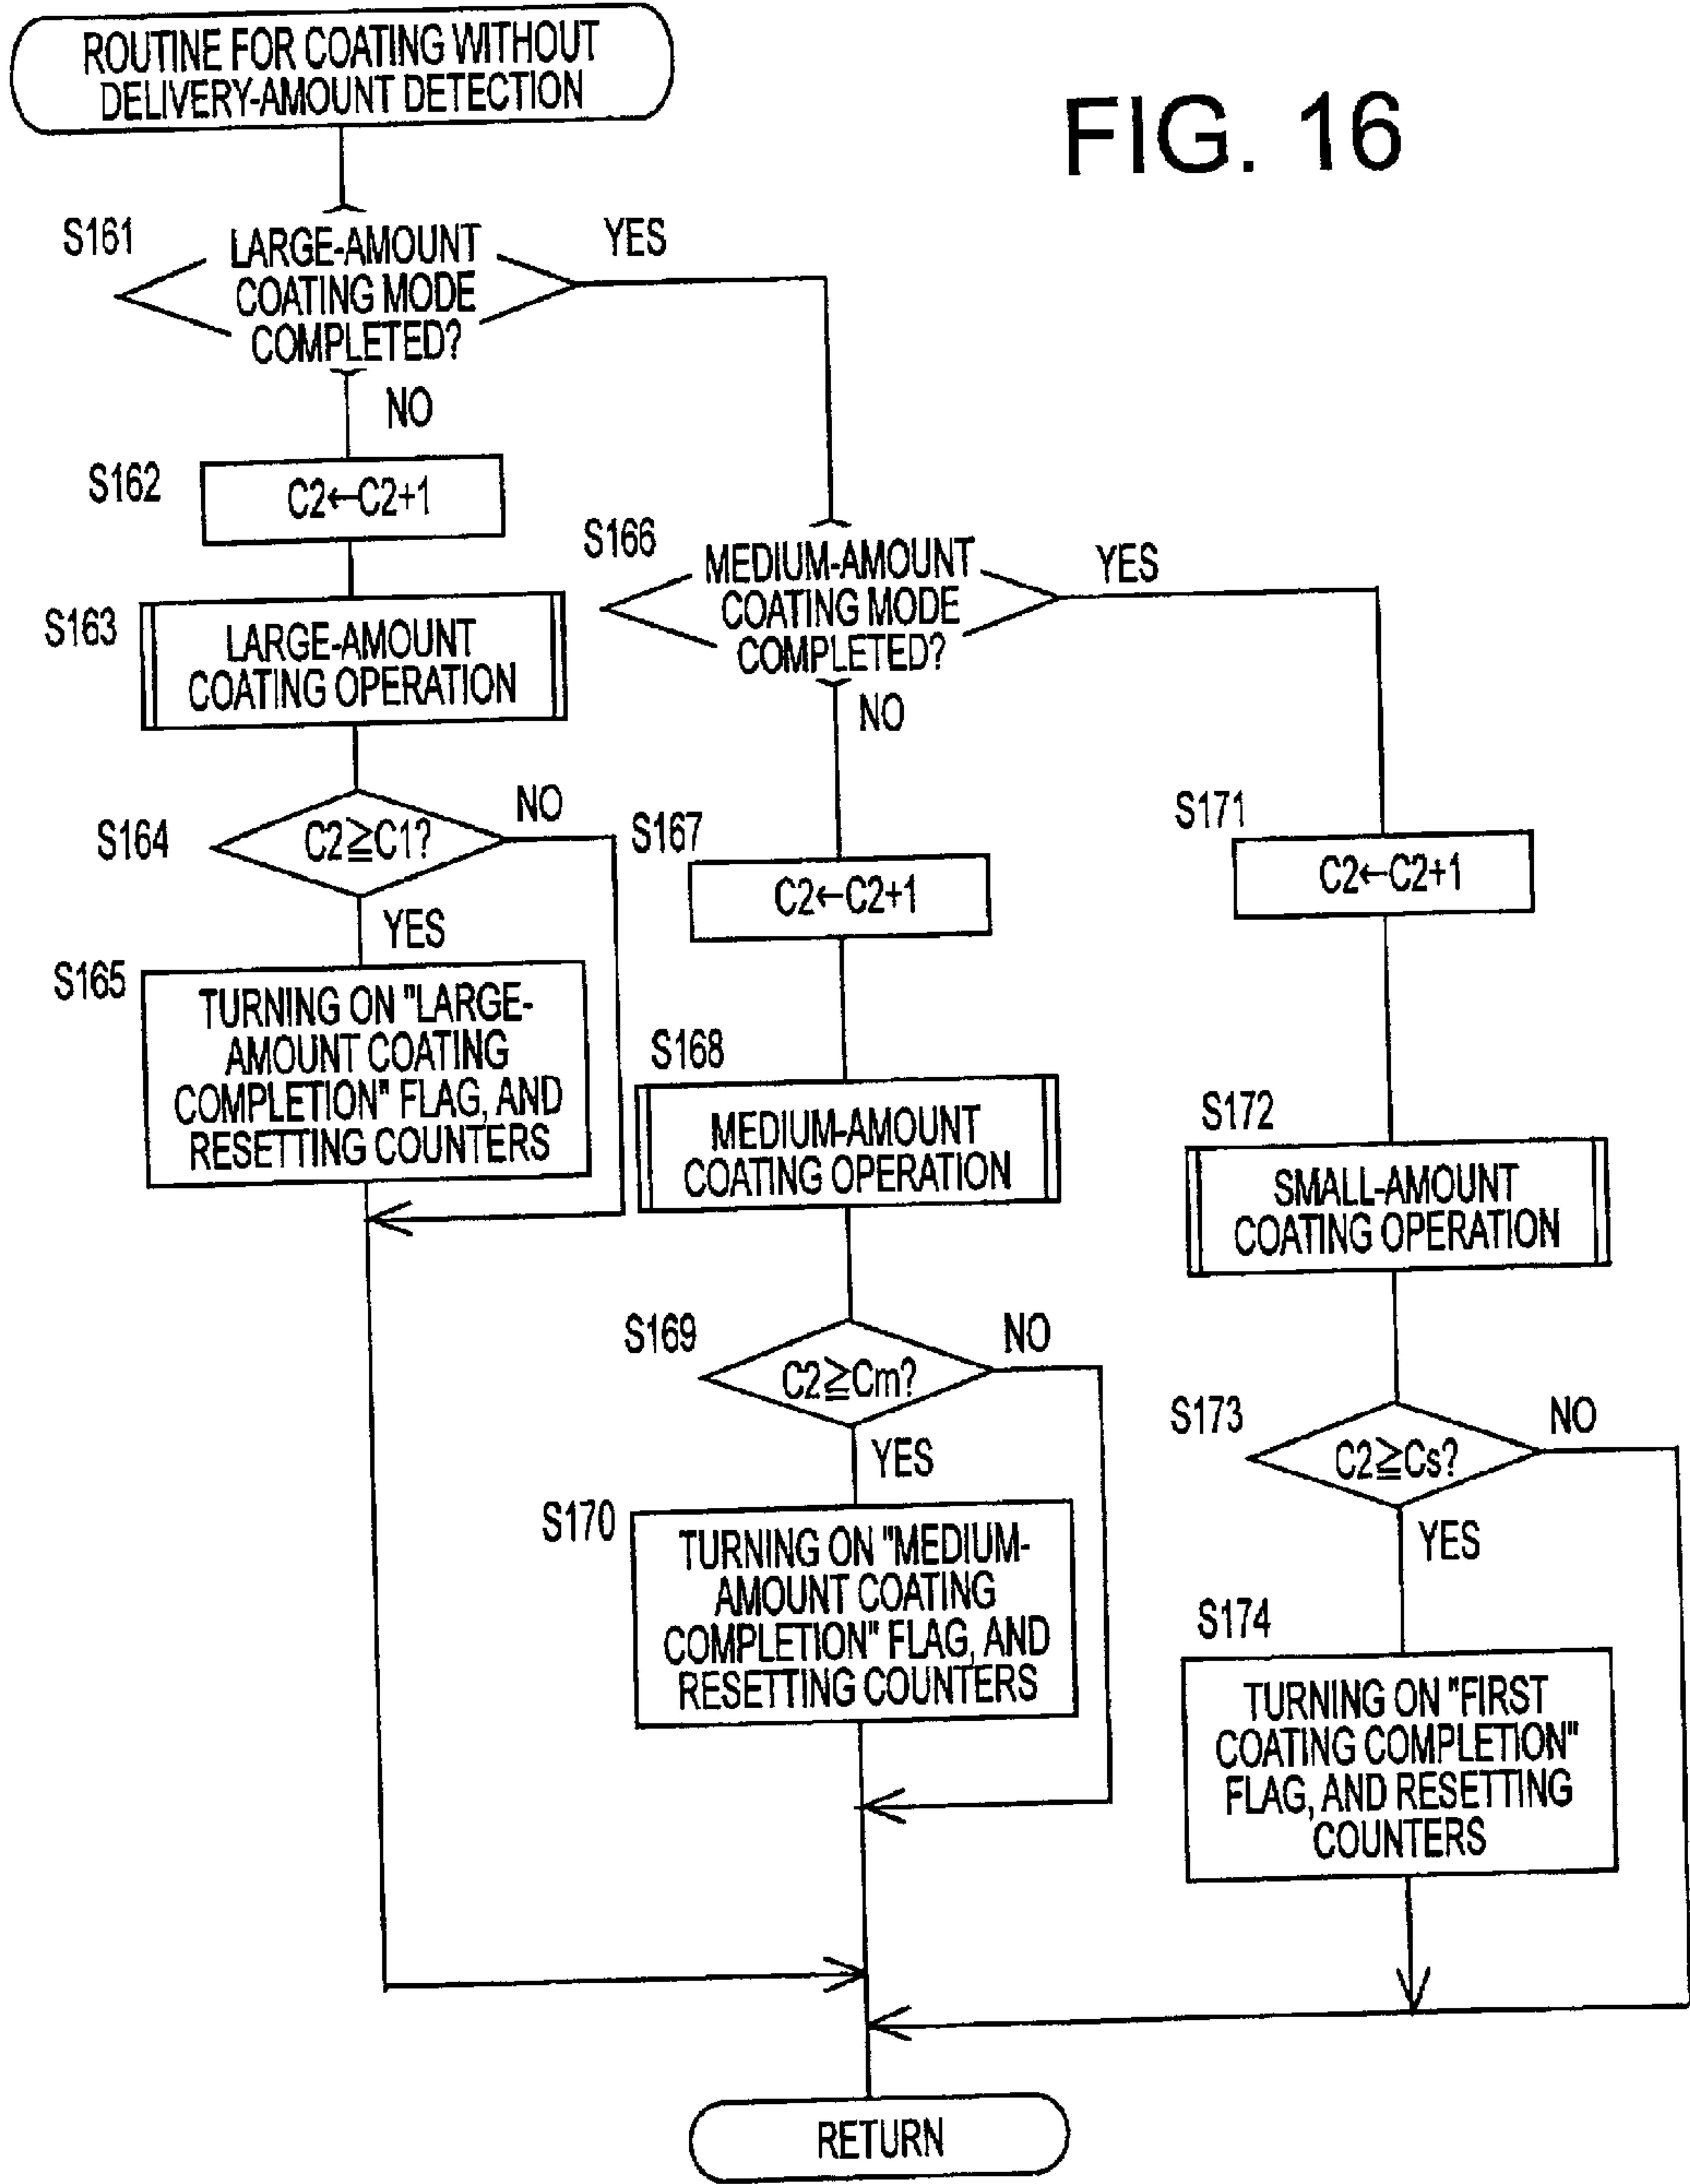 ROUTINE FOR COATING WITHOUT
DELIVERY-AMOUNT DETECTION
FIG. 16
S161
LARGE-AMOUNT
COATING MODE
COMPLETED?
YES
NO
S162
C2←C2+1
S163
LARGE-AMOUNT
COATING OPERATION
S164
C2≧C1?
NO
YES
S165
TURNING ON "LARGE-
AMOUNT COATING
COMPLETION" FLAG, AND
RESETTING COUNTERS
S166
MEDIUM-AMOUNT
COATING MODE
COMPLETED?
YES
NO
S167
C2←C2+1
S168
MEDIUM-AMOUNT
COATING OPERATION
S169
C2≧Cm?
NO
YES
S170
TURNING ON "MEDIUM-
AMOUNT COATING
COMPLETION" FLAG, AND
RESETTING COUNTERS
S171
C2←C2+1
S172
SMALL-AMOUNT
COATING OPERATION
S173
C2≧Cs?
NO
YES
S174
TURNING ON "FIRST
COATING COMPLETION"
FLAG, AND RESETTING
COUNTERS
RETURN